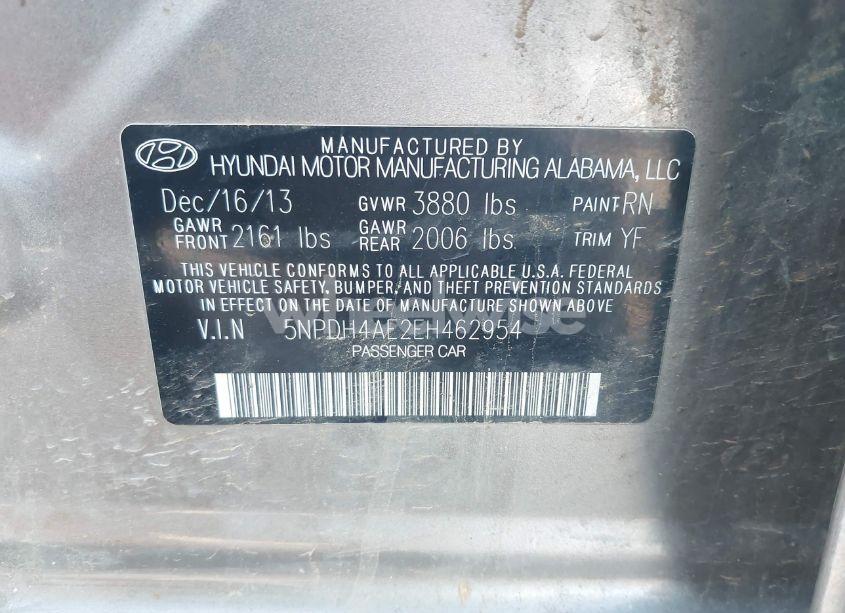 MANUFACTURED BY
HYUNDAI MOTOR MANUFACTURING ALABAMA, LLC
Dec/16/13 GVWR 3880 lbs PAINT RN
GAWR FRONT 2161 lbs GAWR REAR 2006 lbs TRIM YF
THIS VEHICLE CONFORMS TO ALL APPLICABLE U.S.A. FEDERAL
MOTOR VEHICLE SAFETY, BUMPER, AND THEFT PREVENTION STANDARDS
IN EFFECT ON THE DATE OF MANUFACTURE SHOWN ABOVE
V.I.N 5NPDH4AE2EH462954
PASSENGER CAR